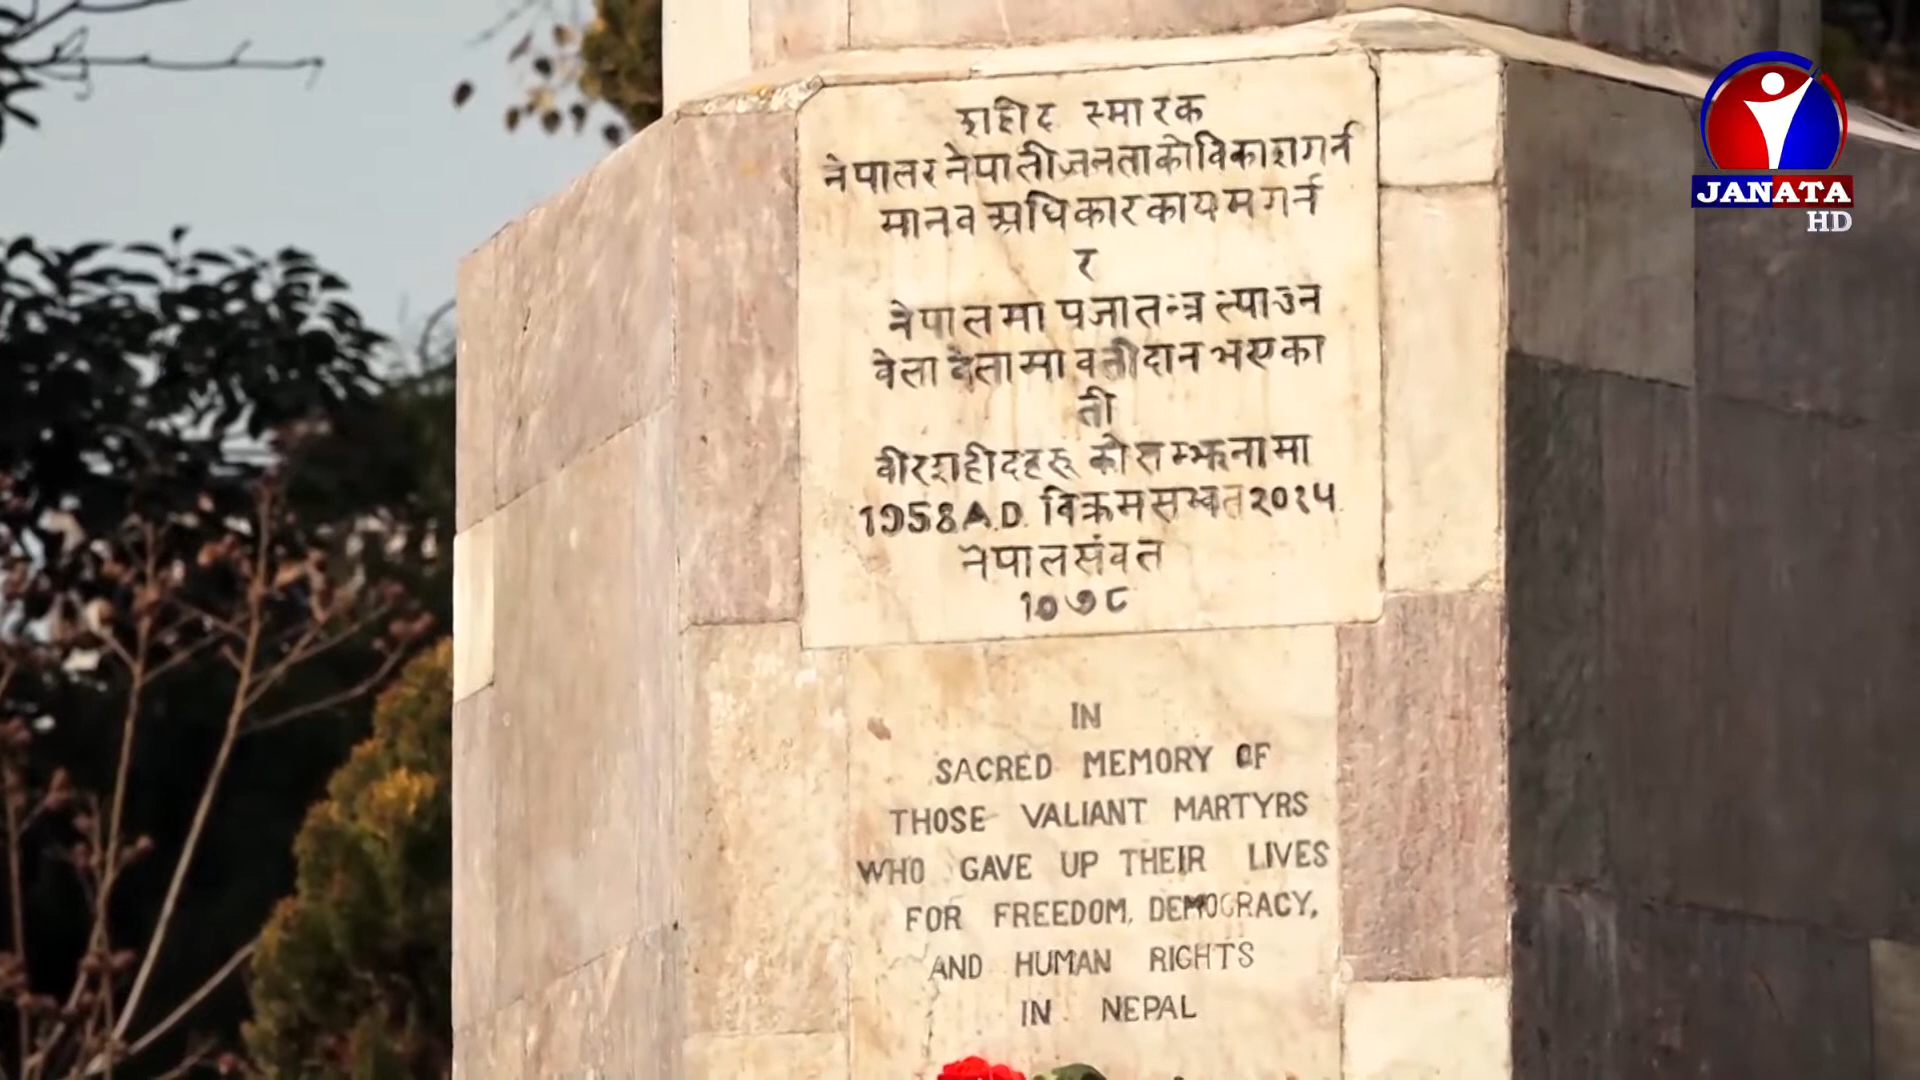 शहीद स्मारक
नेपाल र नेपाली जनताको विकाश गर्न
मानव अधिकार कायम गर्न
र
नेपालमा प्रजातन्त्र ल्याउन
वेला वेलामा वलीदान भएका
ती
वीर शहीदहरू को सम्झनामा
1958 A.D. विक्रम सम्वत २०१५
नेपाल संवत
१०७८
IN
SACRED MEMORY OF
THOSE VALIANT MARTYRS
WHO GAVE UP THEIR LIVES
FOR FREEDOM, DEMOCRACY,
AND HUMAN RIGHTS
IN NEPAL
JANATA
HD